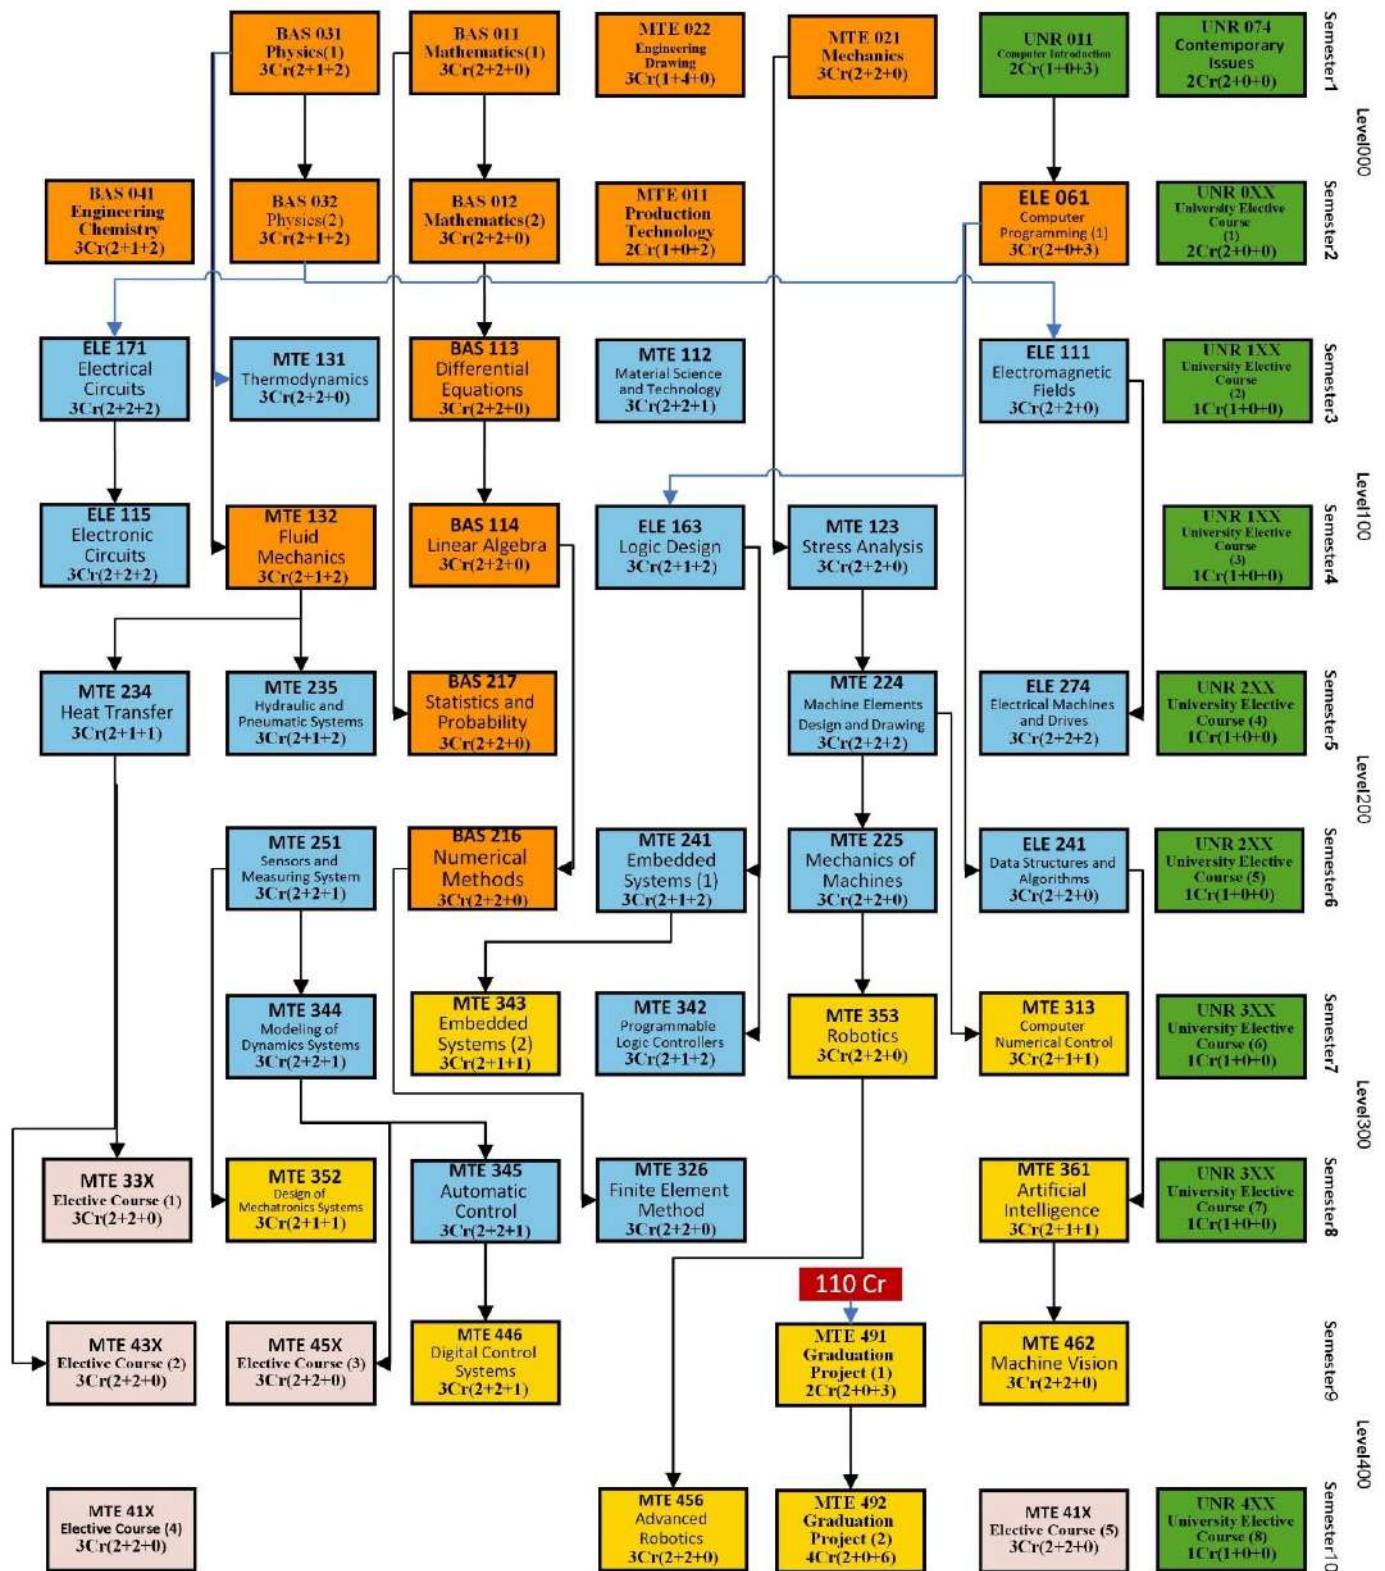 BAS 031
Physics(1)
3Cr(2+1+2)
BAS 011
Mathematics(1)
3Cr(2+2+0)
MTE 022
Engineering
Drawing
3Cr(1+4+0)
MTE 021
Mechanics
3Cr(2+2+0)
UNR 011
Computer Introduction
2Cr(1+0+3)
UNR 074
Contemporary
Issues
2Cr(2+0+0)
Semester1
Level000
BAS 041
Engineering
Chemistry
3Cr(2+1+2)
BAS 032
Physics(2)
3Cr(2+1+2)
BAS 012
Mathematics(2)
3Cr(2+2+0)
MTE 011
Production
Technology
2Cr(1+0+2)
ELE 061
Computer
Programming (1)
3Cr(2+0+3)
UNR 0XX
University Elective
Course
(1)
2Cr(2+0+0)
Semester2
ELE 171
Electrical
Circuits
3Cr(2+2+2)
MTE 131
Thermodynamics
3Cr(2+2+0)
BAS 113
Differential
Equations
3Cr(2+2+0)
MTE 112
Material Science
and Technology
3Cr(2+2+1)
ELE 111
Electromagnetic
Fields
3Cr(2+2+0)
UNR 1XX
University Elective
Course
(2)
1Cr(1+0+0)
Semester3
Level100
ELE 115
Electronic
Circuits
3Cr(2+2+2)
MTE 132
Fluid
Mechanics
3Cr(2+1+2)
BAS 114
Linear Algebra
3Cr(2+2+0)
ELE 163
Logic Design
3Cr(2+1+2)
MTE 123
Stress Analysis
3Cr(2+2+0)
UNR 1XX
University Elective
Course
(3)
1Cr(1+0+0)
Semester4
MTE 234
Heat Transfer
3Cr(2+1+1)
MTE 235
Hydraulic and
Pneumatic Systems
3Cr(2+1+2)
BAS 217
Statistics and
Probability
3Cr(2+2+0)
MTE 224
Machine Elements
Design and Drawing
3Cr(2+2+2)
ELE 274
Electrical Machines
and Drives
3Cr(2+2+2)
UNR 2XX
University Elective
Course (4)
1Cr(1+0+0)
Semester5
Level200
MTE 251
Sensors and
Measuring System
3Cr(2+2+1)
BAS 216
Numerical
Methods
3Cr(2+2+0)
MTE 241
Embedded
Systems (1)
3Cr(2+1+2)
MTE 225
Mechanics of
Machines
3Cr(2+2+0)
ELE 241
Data Structures and
Algorithms
3Cr(2+2+0)
UNR 2XX
University Elective
Course (5)
1Cr(1+0+0)
Semester6
MTE 344
Modeling of
Dynamics Systems
3Cr(2+2+1)
MTE 343
Embedded
Systems (2)
3Cr(2+1+1)
MTE 342
Programmable
Logic Controllers
3Cr(2+1+2)
MTE 353
Robotics
3Cr(2+2+0)
MTE 313
Computer
Numerical Control
3Cr(2+1+1)
UNR 3XX
University Elective
Course (6)
1Cr(1+0+0)
Semester7
Level300
MTE 33X
Elective Course (1)
3Cr(2+2+0)
MTE 352
Design of
Mechatronics Systems
3Cr(2+1+1)
MTE 345
Automatic
Control
3Cr(2+2+1)
MTE 326
Finite Element
Method
3Cr(2+2+0)
MTE 361
Artificial
Intelligence
3Cr(2+1+1)
UNR 3XX
University Elective
Course (7)
1Cr(1+0+0)
Semester8
110 Cr
MTE 43X
Elective Course (2)
3Cr(2+2+0)
MTE 45X
Elective Course (3)
3Cr(2+2+0)
MTE 446
Digital Control
Systems
3Cr(2+2+1)
MTE 491
Graduation
Project (1)
2Cr(2+0+3)
MTE 462
Machine Vision
3Cr(2+2+0)
Semester9
Level400
MTE 41X
Elective Course (4)
3Cr(2+2+0)
MTE 456
Advanced
Robotics
3Cr(2+2+0)
MTE 492
Graduation
Project (2)
4Cr(2+0+6)
MTE 41X
Elective Course (5)
3Cr(2+2+0)
UNR 4XX
University Elective
Course (8)
1Cr(1+0+0)
Semester10